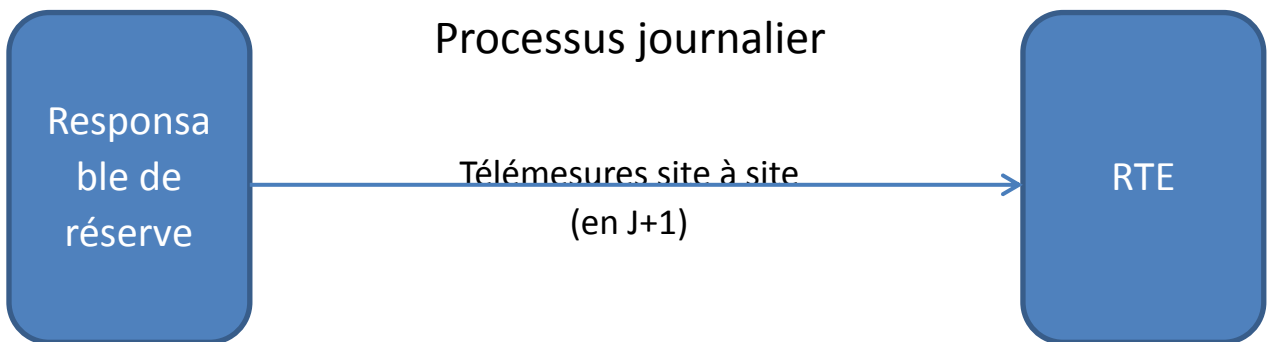 Processus journalier
Responsa
ble de
réserve
Télémesures site à site
(en J+1)
RTE